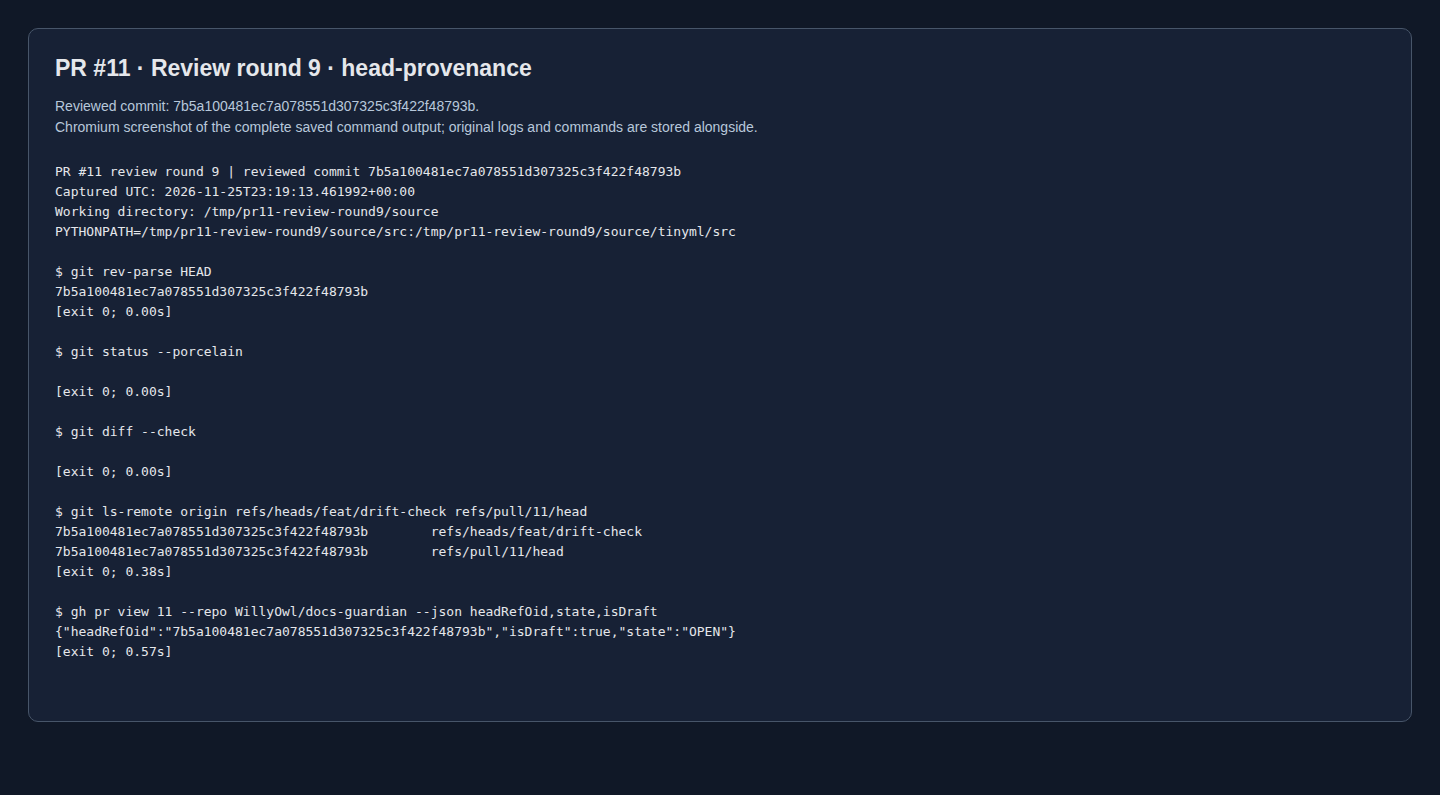 PR #11 · Review round 9 · head-provenance
Reviewed commit: 7b5a100481ec7a078551d307325c3f422f48793b.
Chromium screenshot of the complete saved command output; original logs and commands are stored alongside.
PR #11 review round 9 | reviewed commit 7b5a100481ec7a078551d307325c3f422f48793b
Captured UTC: 2026-11-25T23:19:13.461992+00:00
Working directory: /tmp/pr11-review-round9/source
PYTHONPATH=/tmp/pr11-review-round9/source/src:/tmp/pr11-review-round9/source/tinyml/src
$ git rev-parse HEAD
7b5a100481ec7a078551d307325c3f422f48793b
[exit 0; 0.00s]
$ git status --porcelain
[exit 0; 0.00s]
$ git diff --check
[exit 0; 0.00s]
$ git ls-remote origin refs/heads/feat/drift-check refs/pull/11/head
7b5a100481ec7a078551d307325c3f422f48793b        refs/heads/feat/drift-check
7b5a100481ec7a078551d307325c3f422f48793b        refs/pull/11/head
[exit 0; 0.38s]
$ gh pr view 11 --repo WillyOwl/docs-guardian --json headRefOid,state,isDraft
{"headRefOid":"7b5a100481ec7a078551d307325c3f422f48793b","isDraft":true,"state":"OPEN"}
[exit 0; 0.57s]